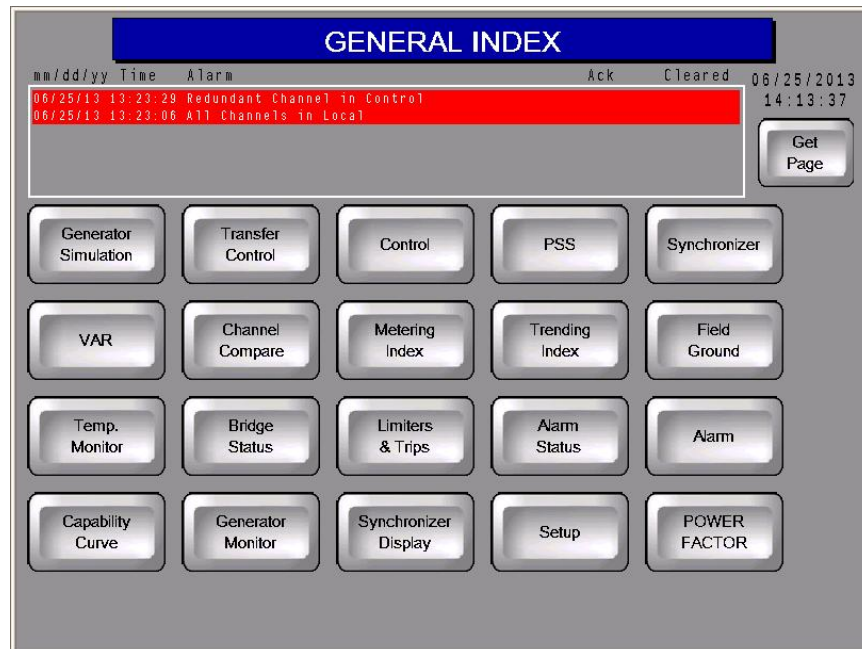 GENERAL INDEX
mm/dd/yy Time Alarm Ack Cleared
06/25/2013
14:13:37
06/25/13 13:23:29 Redundant Channel in Control
06/25/13 13:23:06 All Channels in Local
Get
Page
Generator
Simulation
Transfer
Control
Control
PSS
Synchronizer
VAR
Channel
Compare
Metering
Index
Trending
Index
Field
Ground
Temp.
Monitor
Bridge
Status
Limiters
& Trips
Alarm
Status
Alarm
Capability
Curve
Generator
Monitor
Synchronizer
Display
Setup
POWER
FACTOR